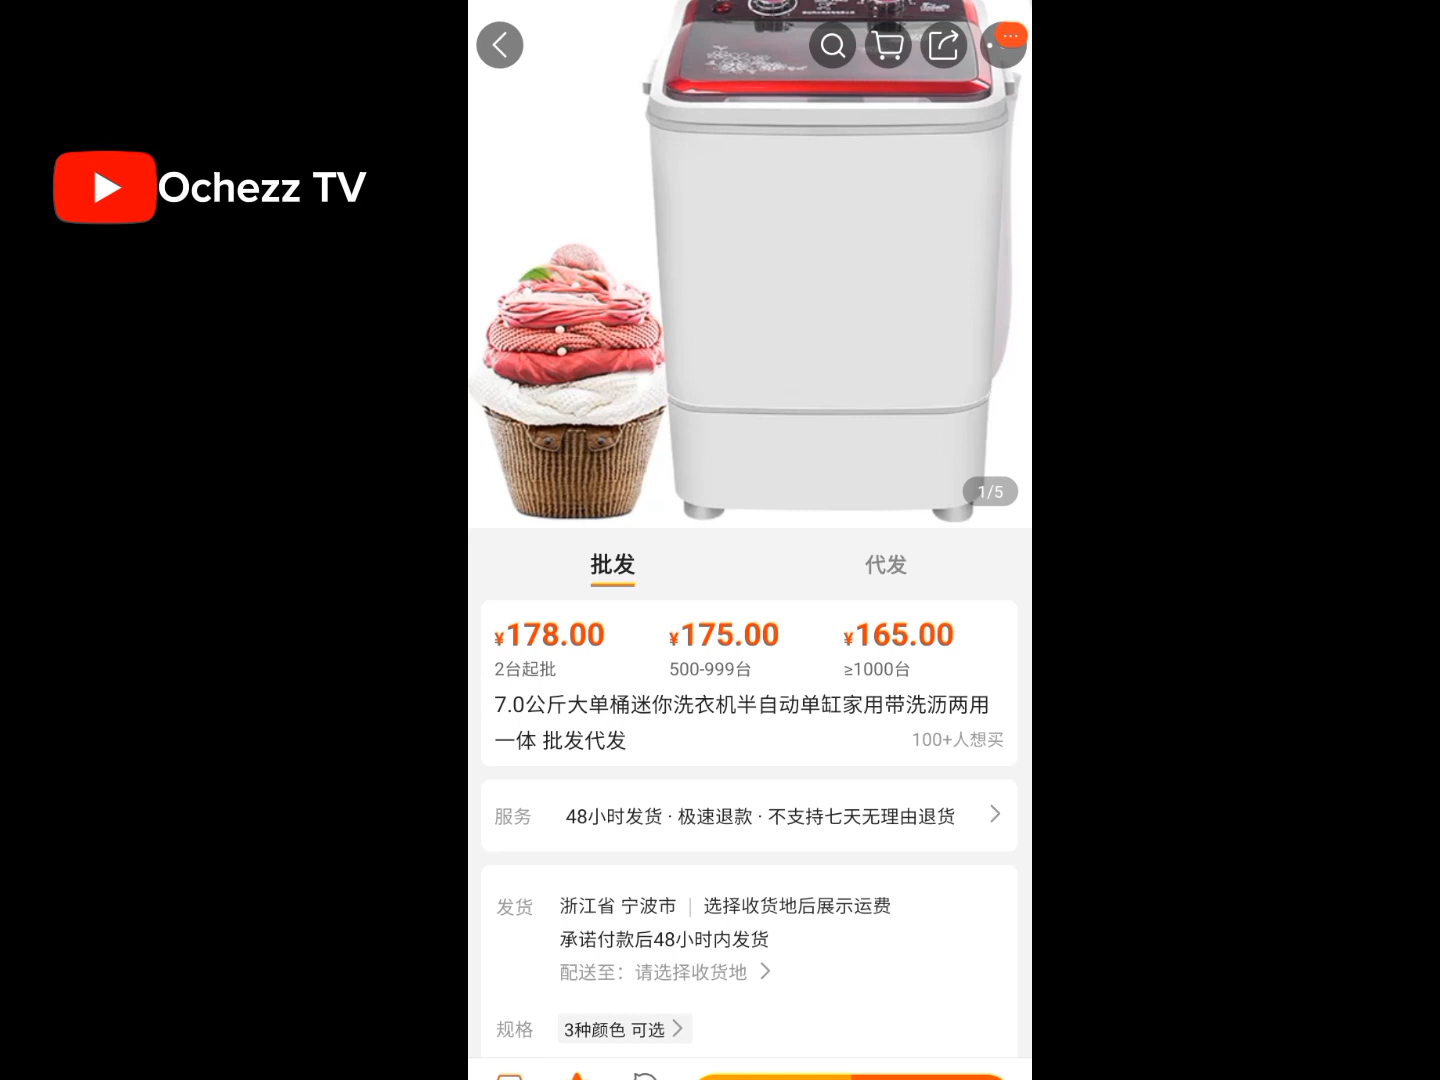 Ochezz TV
1/5
批发
代发
¥178.00
¥175.00
¥165.00
2台起批
500-999台
≥1000台
7.0公斤大单桶迷你洗衣机半自动单缸家用带洗沥两用
一体 批发代发
100+人想买
服务
48小时发货 · 极速退款 · 不支持七天无理由退货
发货
浙江省 宁波市 | 选择收货地后展示运费
承诺付款后48小时内发货
配送至：请选择收货地
规格
3种颜色 可选